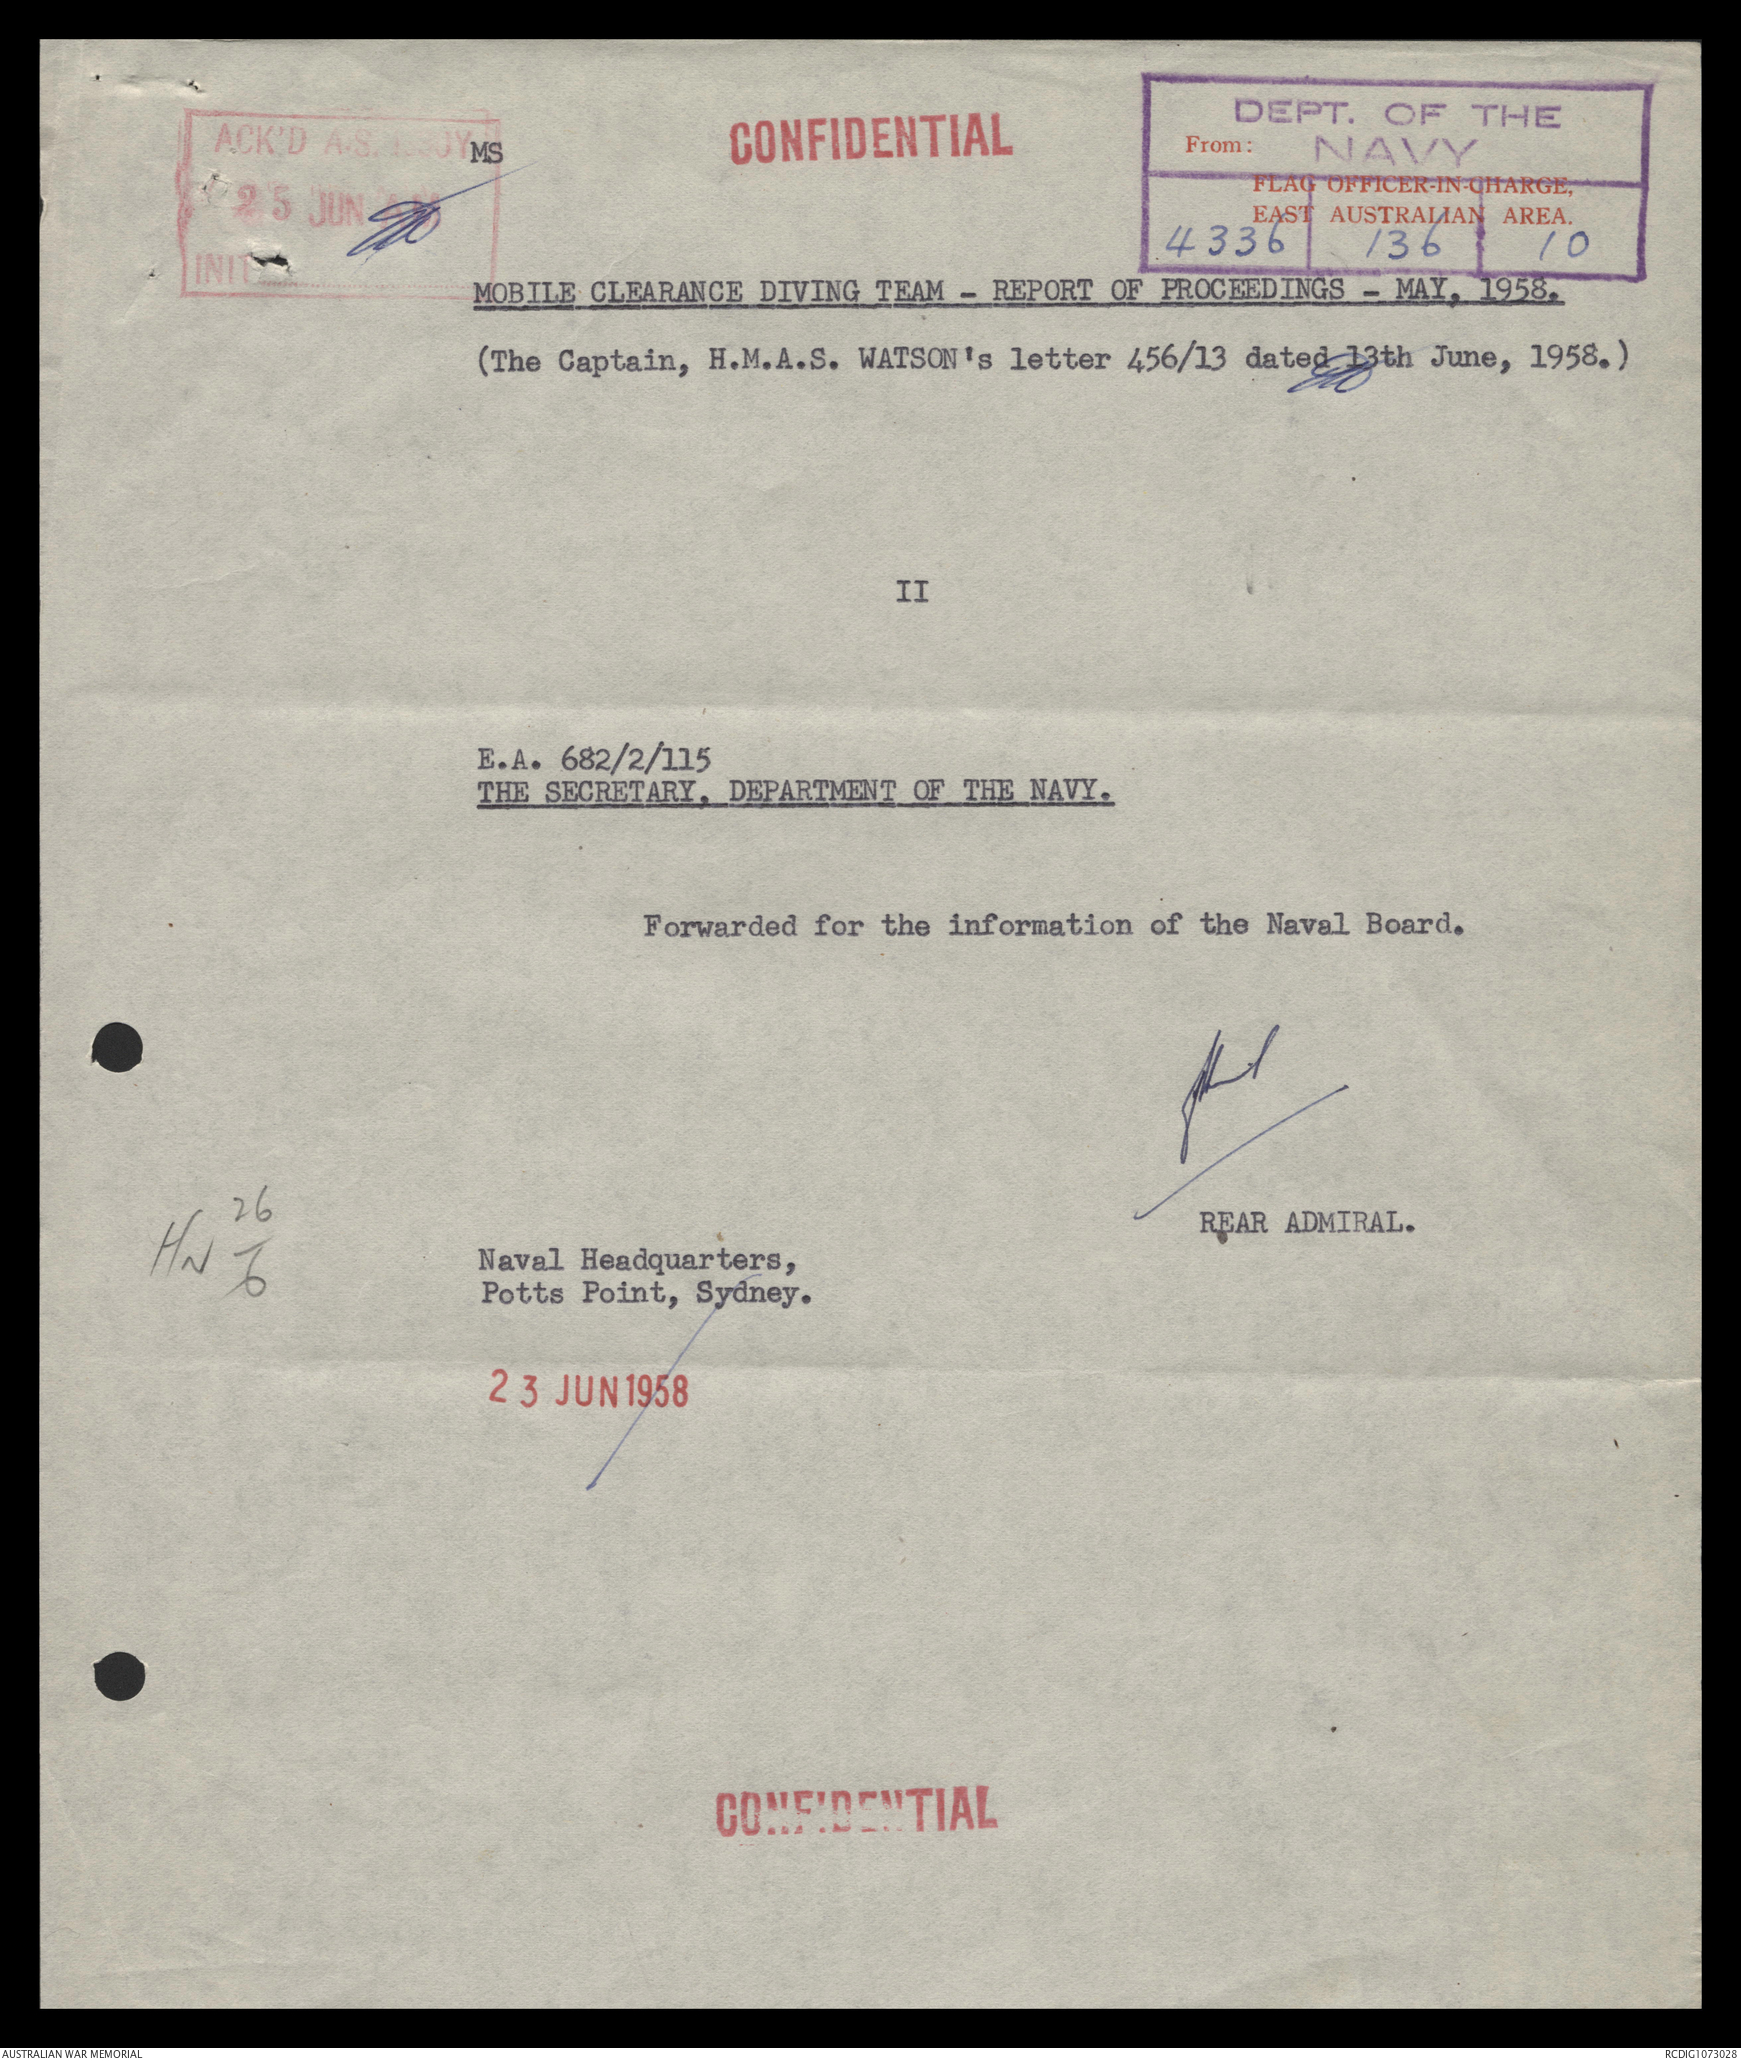 ACK'D A.S.
MS
25 JUN
INIT
CONFIDENTIAL
DEPT. OF THE
NAVY
From:
FLAG OFFICER-IN-CHARGE,
EAST AUSTRALIAN AREA.
4336 136 10
MOBILE CLEARANCE DIVING TEAM - REPORT OF PROCEEDINGS - MAY, 1958.
(The Captain, H.M.A.S. WATSON's letter 456/13 dated 13th June, 1958.)
II
E.A. 682/2/115
THE SECRETARY, DEPARTMENT OF THE NAVY.
Forwarded for the information of the Naval Board.
REAR ADMIRAL.
HN 26/6
Naval Headquarters,
Potts Point, Sydney.
23 JUN 1958
CONFIDENTIAL
AUSTRALIAN WAR MEMORIAL
RCDIG1073028